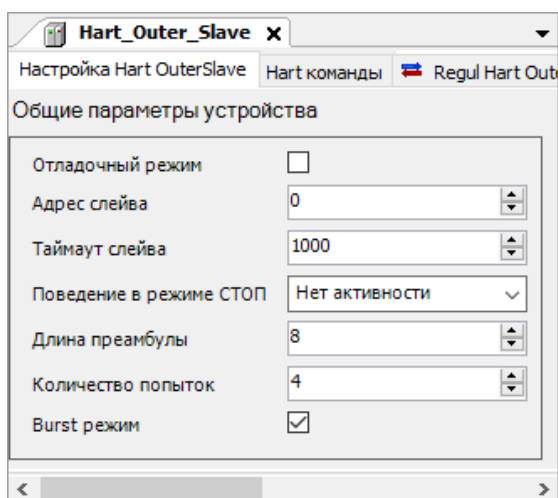 Hart_Outer_Slave
Настройка Hart OuterSlave Hart команды Regul Hart Oute
Общие параметры устройства
Отладочный режим
Адрес слейва 0
Таймаут слейва 1000
Поведение в режиме СТОП Нет активности
Длина преамбулы 8
Количество попыток 4
Burst режим